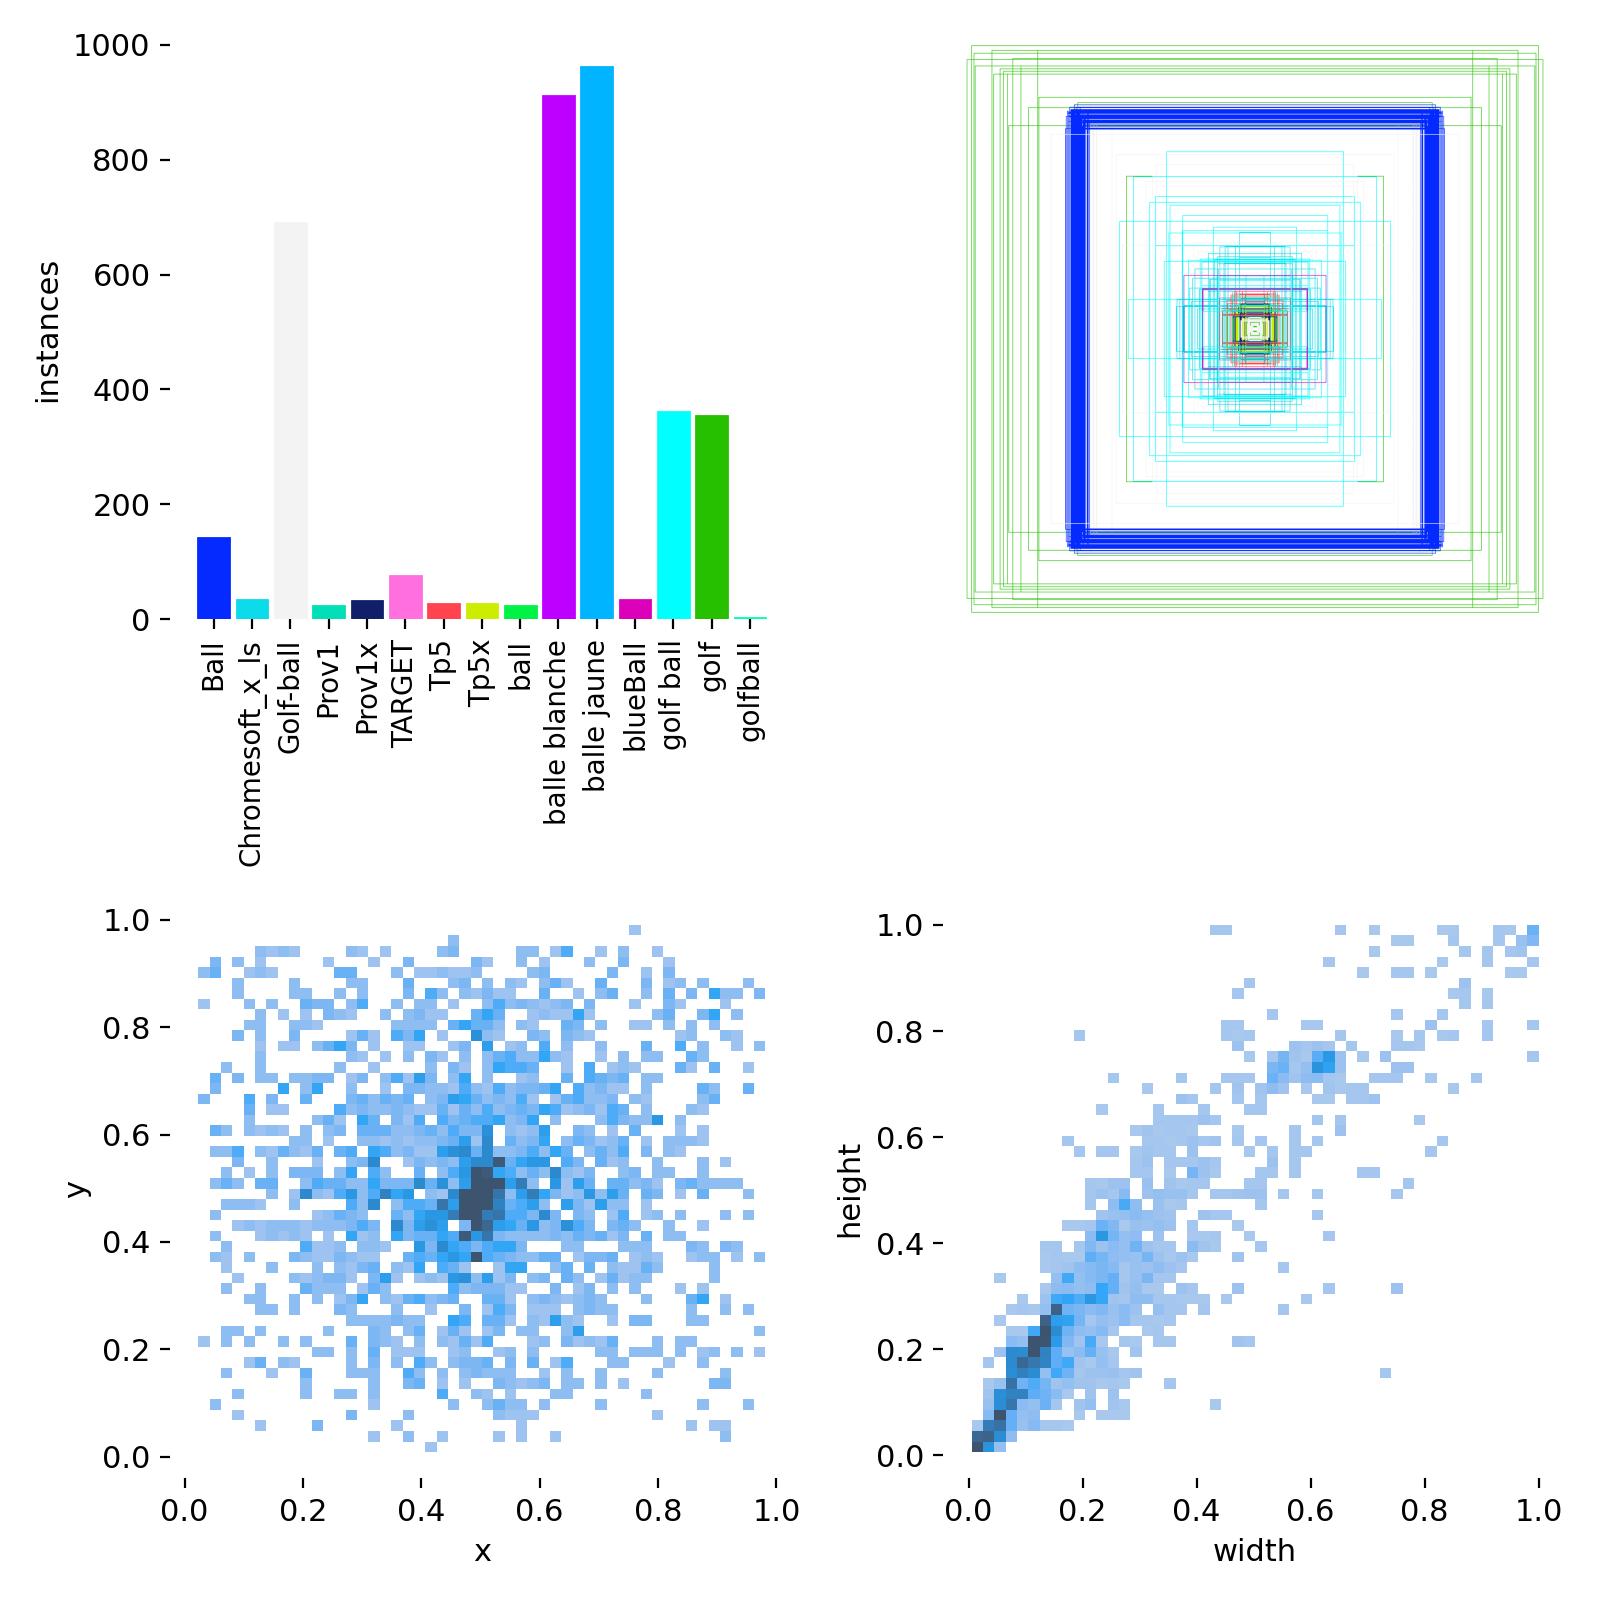 1000
800
600
400
200
0
instances
Ball
Chromesoft_x_ls
Golf-ball
Prov1
Prov1x
TARGET
Tp5
Tp5x
ball
balle blanche
balle jaune
blueBall
golf ball
golf
golfball
1.0
0.8
0.6
0.4
0.2
0.0
y
0.0 0.2 0.4 0.6 0.8 1.0
x
1.0
0.8
0.6
0.4
0.2
0.0
height
0.0 0.2 0.4 0.6 0.8 1.0
width